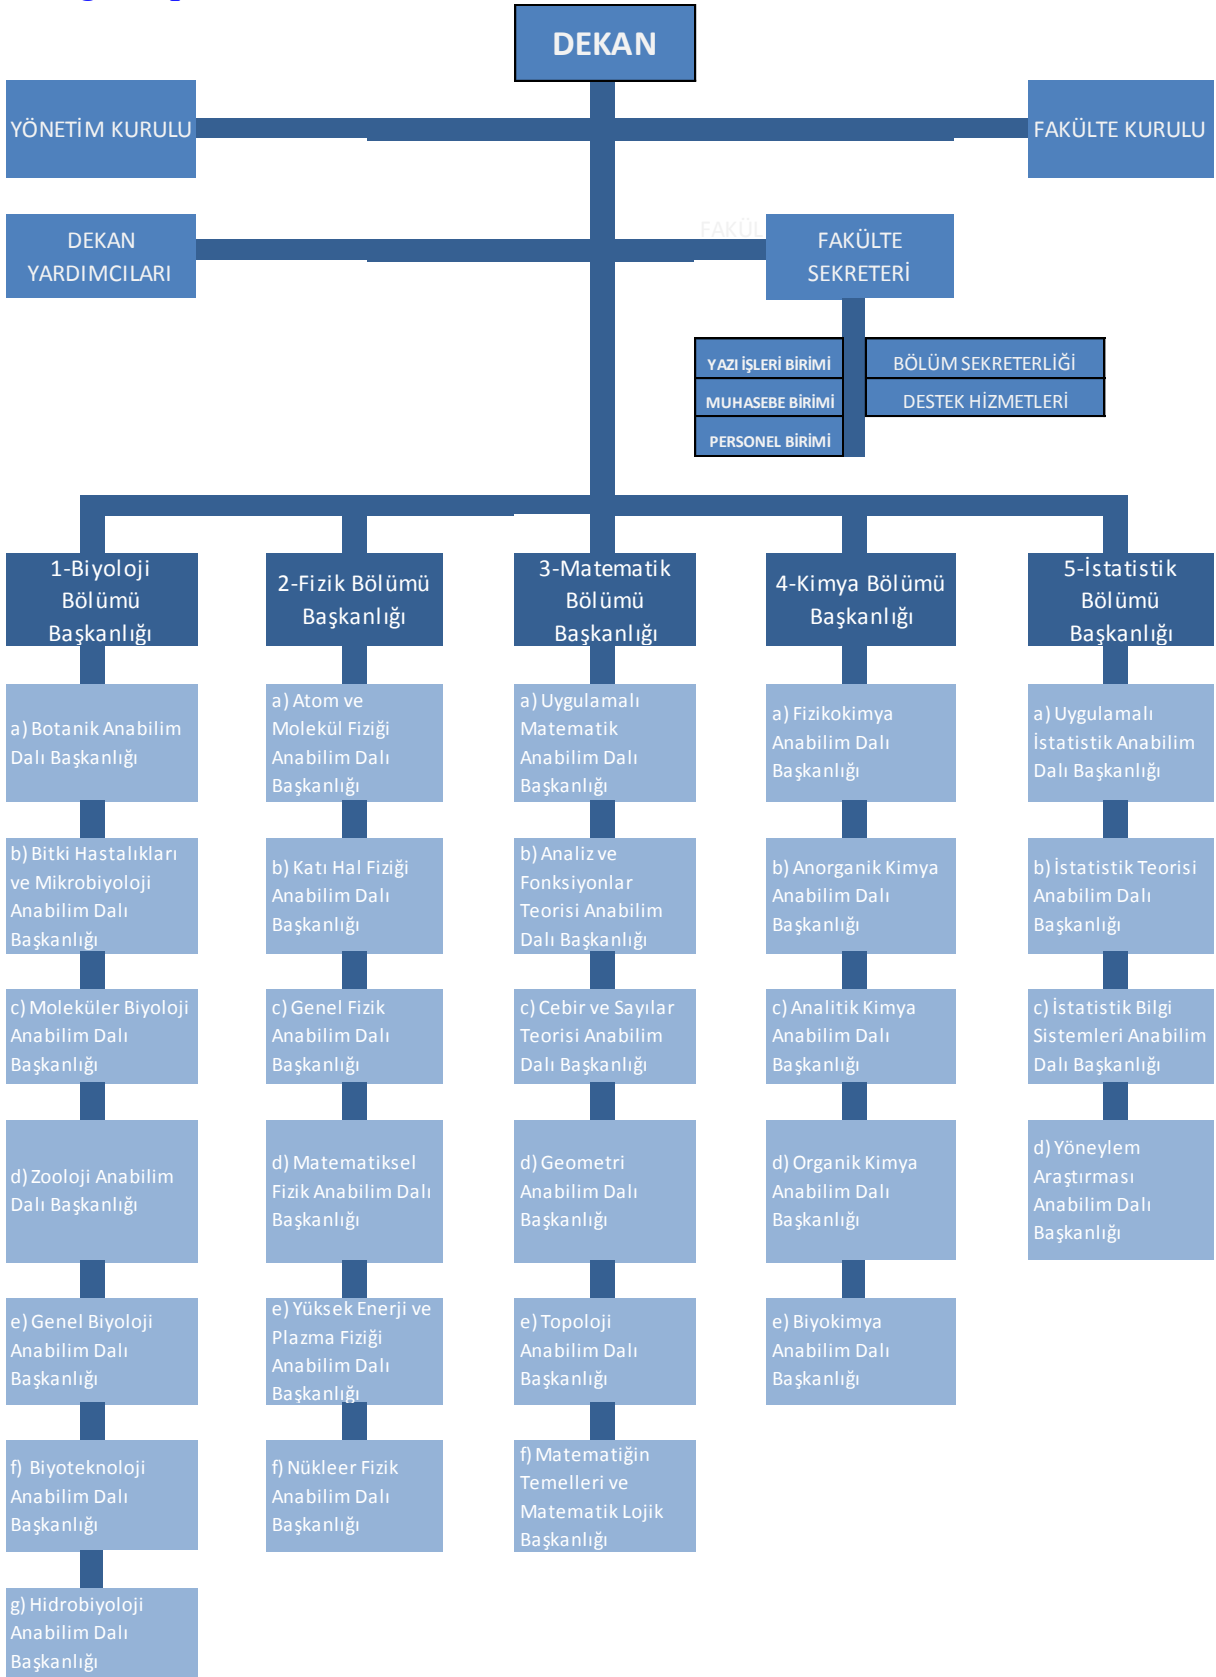 DEKAN
YÖNETİM KURULU
FAKÜLTE KURULU
DEKAN
YARDIMCILARI
FAKÜL
FAKÜLTE
SEKRETERİ
YAZI İŞLERİ BİRİMİ
BÖLÜM SEKRETERLİĞİ
MUHASEBE BİRİMİ
DESTEK HİZMETLERİ
PERSONEL BİRİMİ
1-Biyoloji
Bölümü
Başkanlığı
2-Fizik Bölümü
Başkanlığı
3-Matematik
Bölümü
Başkanlığı
4-Kimya Bölümü
Başkanlığı
5-İstatistik
Bölümü
Başkanlığı
a) Botanik Anabilim
Dalı Başkanlığı
a) Atom ve
Molekül Fiziği
Anabilim Dalı
Başkanlığı
a) Uygulamalı
Matematik
Anabilim Dalı
Başkanlığı
a) Fizikokimya
Anabilim Dalı
Başkanlığı
a) Uygulamalı
İstatistik Anabilim
Dalı Başkanlığı
b) Bitki Hastalıkları
ve Mikrobiyoloji
Anabilim Dalı
Başkanlığı
b) Katı Hal Fiziği
Anabilim Dalı
Başkanlığı
b) Analiz ve
Fonksiyonlar
Teorisi Anabilim
Dalı Başkanlığı
b) Anorganik Kimya
Anabilim Dalı
Başkanlığı
b) İstatistik Teorisi
Anabilim Dalı
Başkanlığı
c) Moleküler Biyoloji
Anabilim Dalı
Başkanlığı
c) Genel Fizik
Anabilim Dalı
Başkanlığı
c) Cebir ve Sayılar
Teorisi Anabilim
Dalı Başkanlığı
c) Analitik Kimya
Anabilim Dalı
Başkanlığı
c) İstatistik Bilgi
Sistemleri Anabilim
Dalı Başkanlığı
d) Zooloji Anabilim
Dalı Başkanlığı
d) Matematiksel
Fizik Anabilim Dalı
Başkanlığı
d) Geometri
Anabilim Dalı
Başkanlığı
d) Organik Kimya
Anabilim Dalı
Başkanlığı
d) Yöneylem
Araştırması
Anabilim Dalı
Başkanlığı
e) Genel Biyoloji
Anabilim Dalı
Başkanlığı
e) Yüksek Enerji ve
Plazma Fiziği
Anabilim Dalı
Başkanlığı
e) Topoloji
Anabilim Dalı
Başkanlığı
e) Biyokimya
Anabilim Dalı
Başkanlığı
f) Biyoteknoloji
Anabilim Dalı
Başkanlığı
f) Nükleer Fizik
Anabilim Dalı
Başkanlığı
f) Matematiğin
Temelleri ve
Matematik Lojik
Başkanlığı
g) Hidrobiyoloji
Anabilim Dalı
Başkanlığı